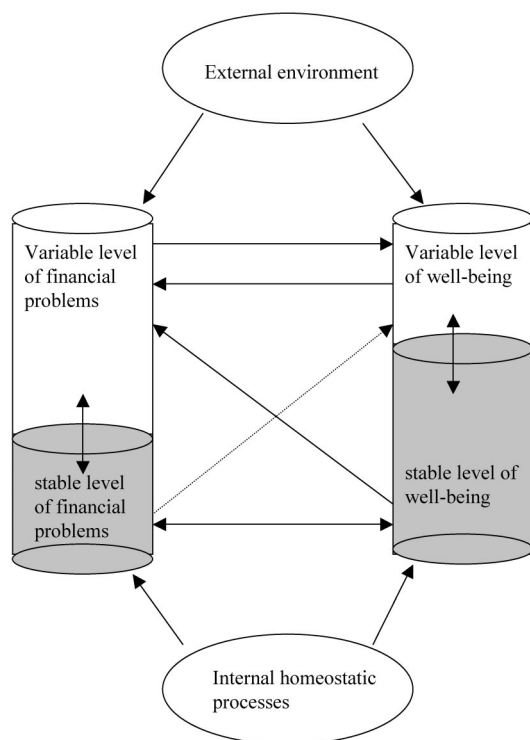 External environment
Variable level
of financial
problems
Variable level
of well-being
stable level of
financial
problems
stable level of
well-being
Internal homeostatic
processes